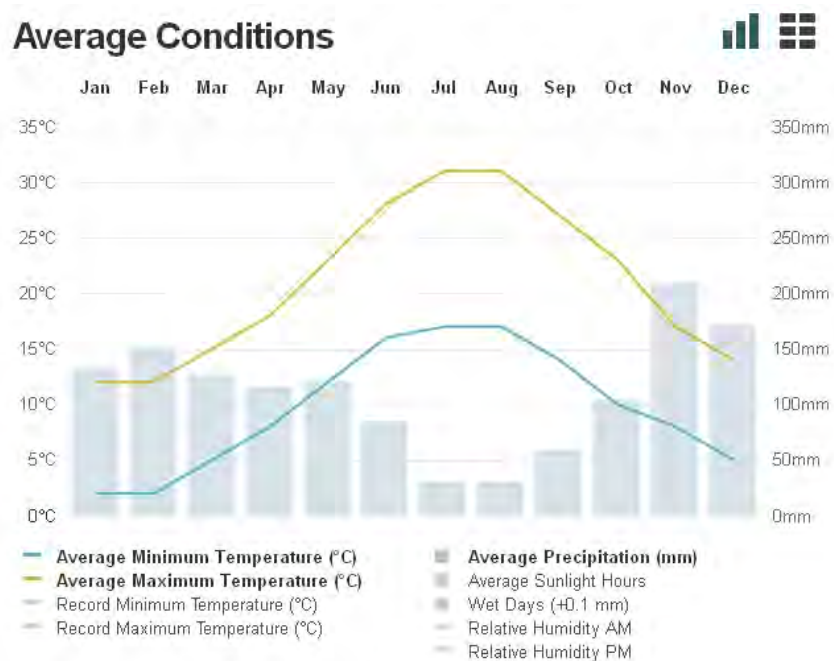 Average Conditions
Jan Feb Mar Apr May Jun Jul Aug Sep Oct Nov Dec
35°C 350mm
30°C 300mm
25°C 250mm
20°C 200mm
15°C 150mm
10°C 100mm
5°C 50mm
0°C 0mm
Average Minimum Temperature (°C) Average Precipitation (mm)
Average Maximum Temperature (°C) Average Sunlight Hours
Record Minimum Temperature (°C) Wet Days (+0.1 mm)
Record Maximum Temperature (°C) Relative Humidity AM
Relative Humidity PM